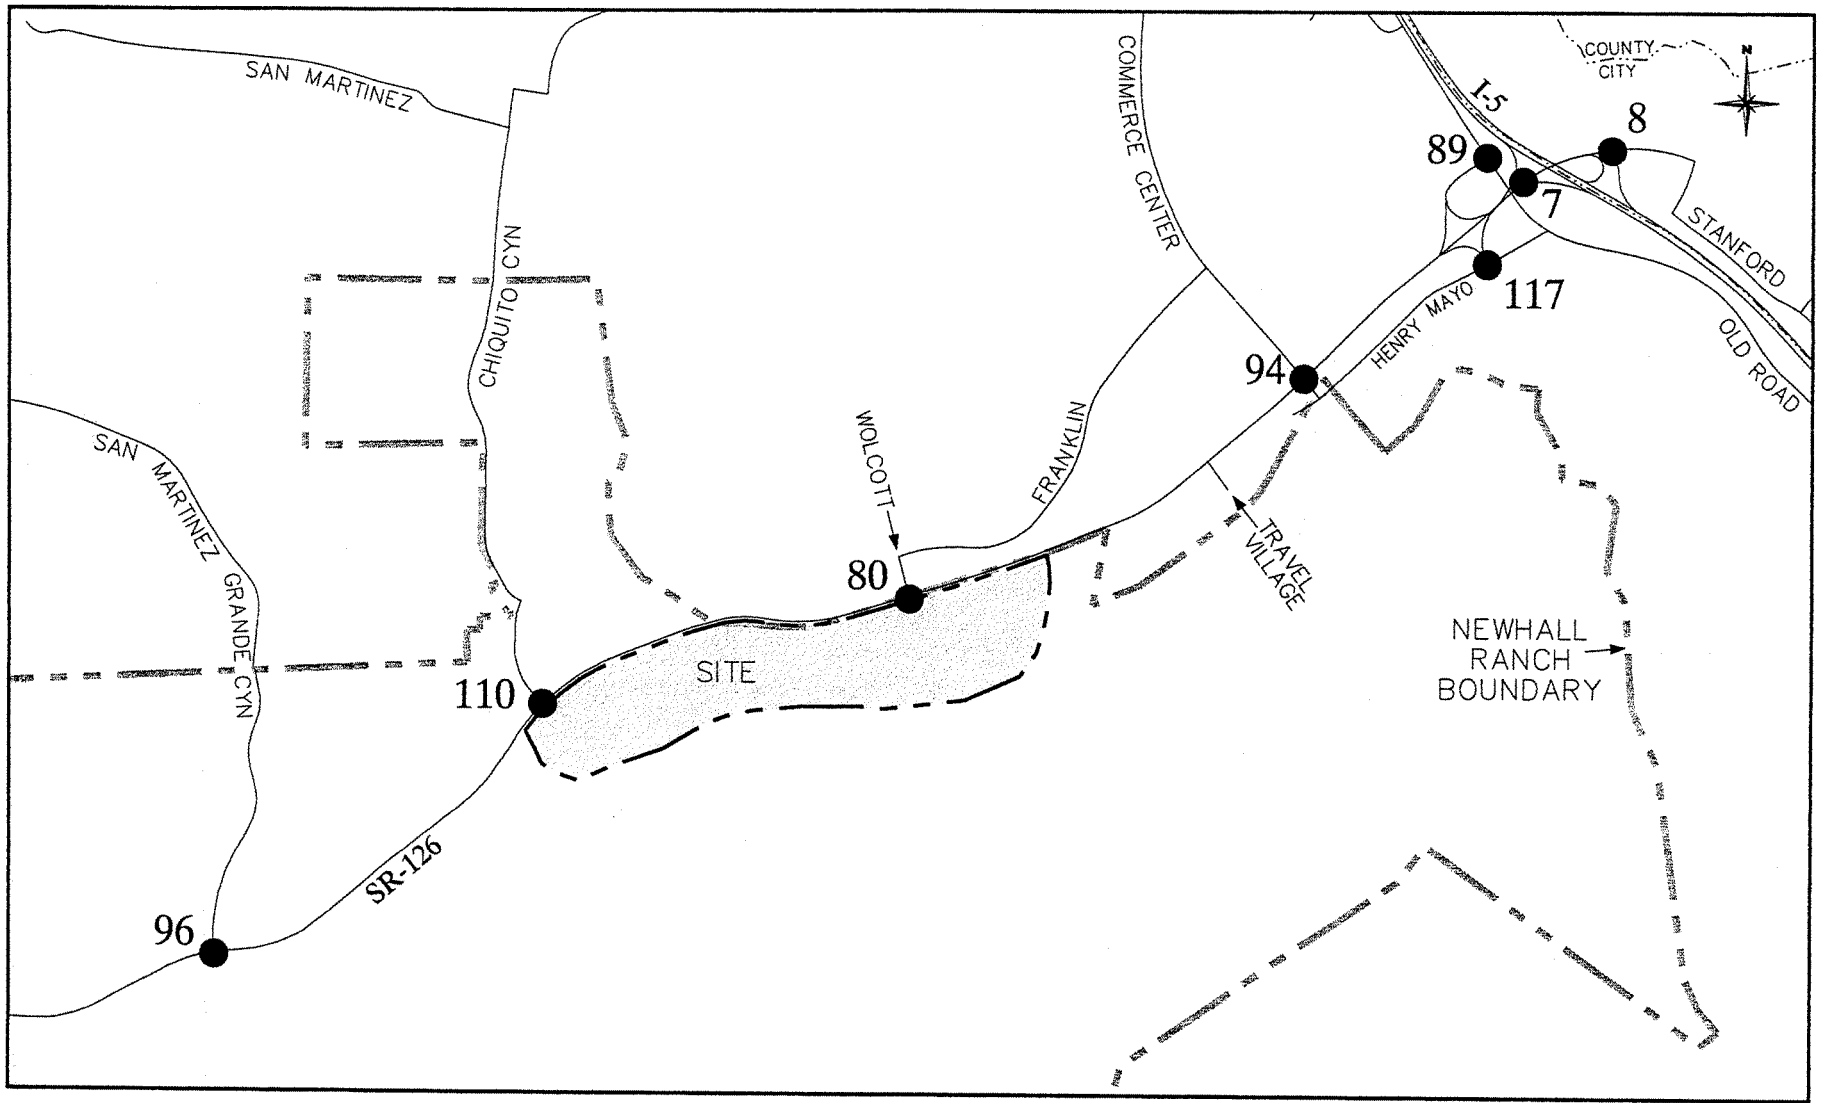 SAN MARTINEZ
COUNTY
CITY
N
I-5
8
89
7
COMMERCE CENTER
STANFORD
CHIQUITO CYN
117
HENRY MAYO
OLD ROAD
94
SAN MARTINEZ GRANDE CYN
WOLCOTT
FRANKLIN
TRAVEL
VILLAGE
80
NEWHALL
RANCH
BOUNDARY
SITE
110
SR-126
96